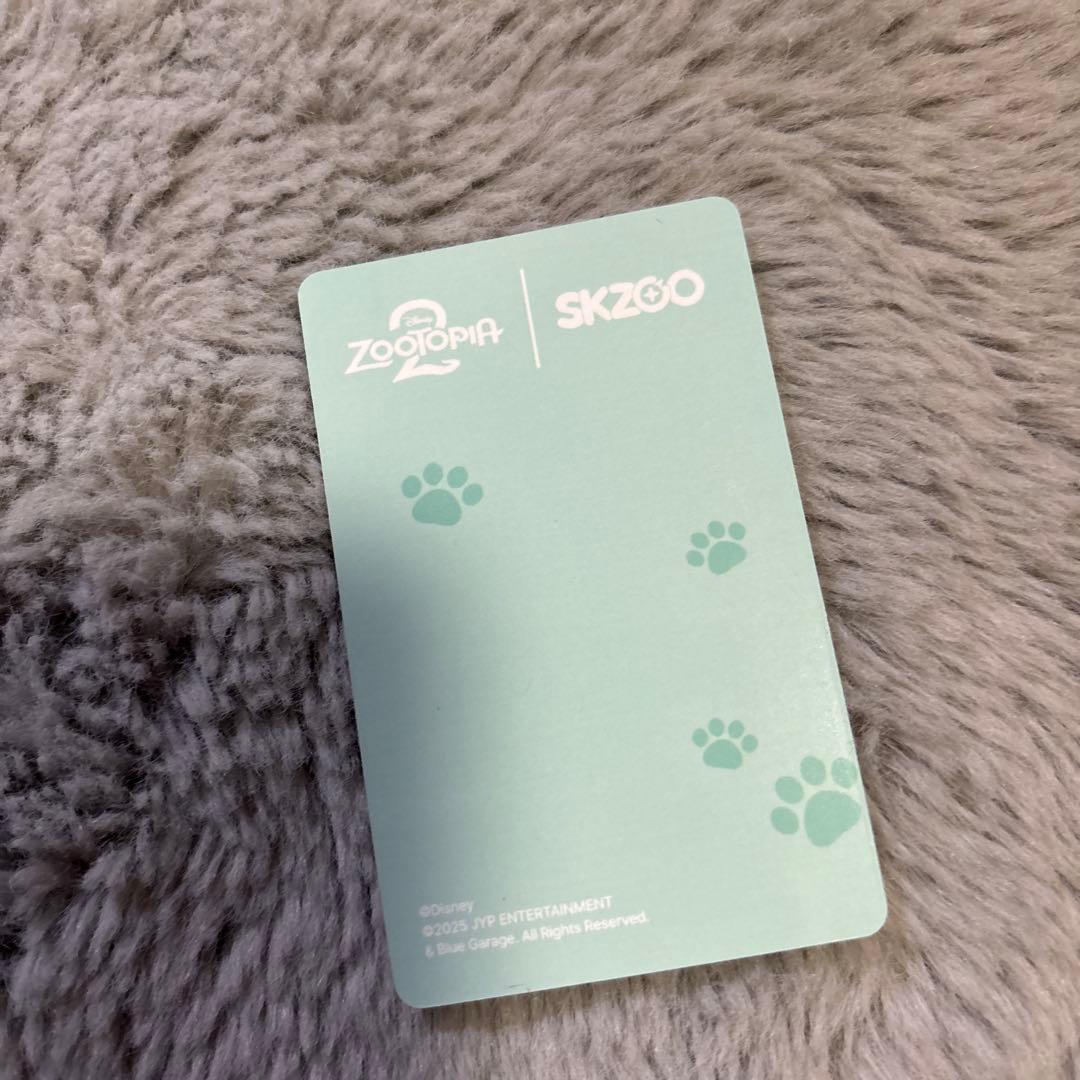 Disney
ZOOTOPIA
2
SKZOO
©Disney
©2025 JYP ENTERTAINMENT
& Blue Garage. All Rights Reserved.